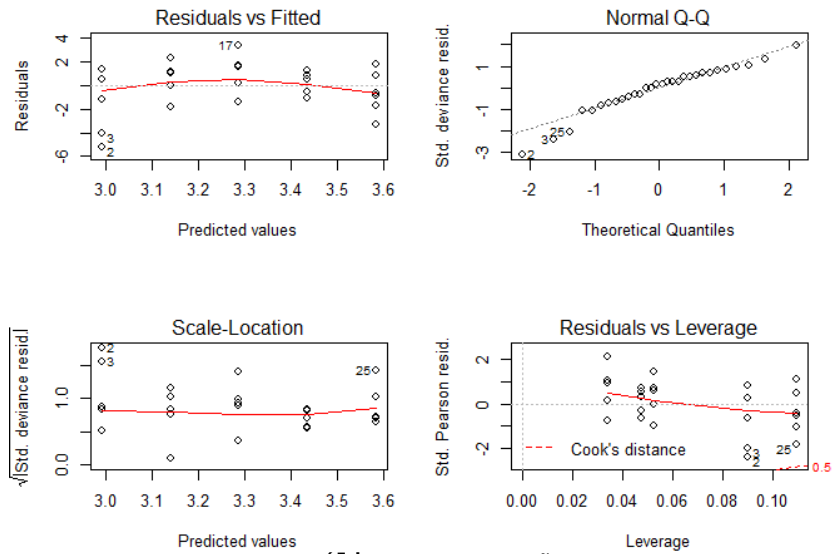 Residuals vs Fitted
Residuals
4
2
-2
-6
17
3
2
3.0 3.1 3.2 3.3 3.4 3.5 3.6
Predicted values
Normal Q-Q
Std. deviance resid.
1
-1
-3
25
3
2
-2 -1 0 1 2
Theoretical Quantiles
Scale-Location
√|Std. deviance resid.|
1.0
0.0
2
3
25
3.0 3.1 3.2 3.3 3.4 3.5 3.6
Predicted values
Residuals vs Leverage
Std. Pearson resid.
2
0
-2
Cook's distance
3
2
25
0.5
0.00 0.02 0.04 0.06 0.08 0.10
Leverage